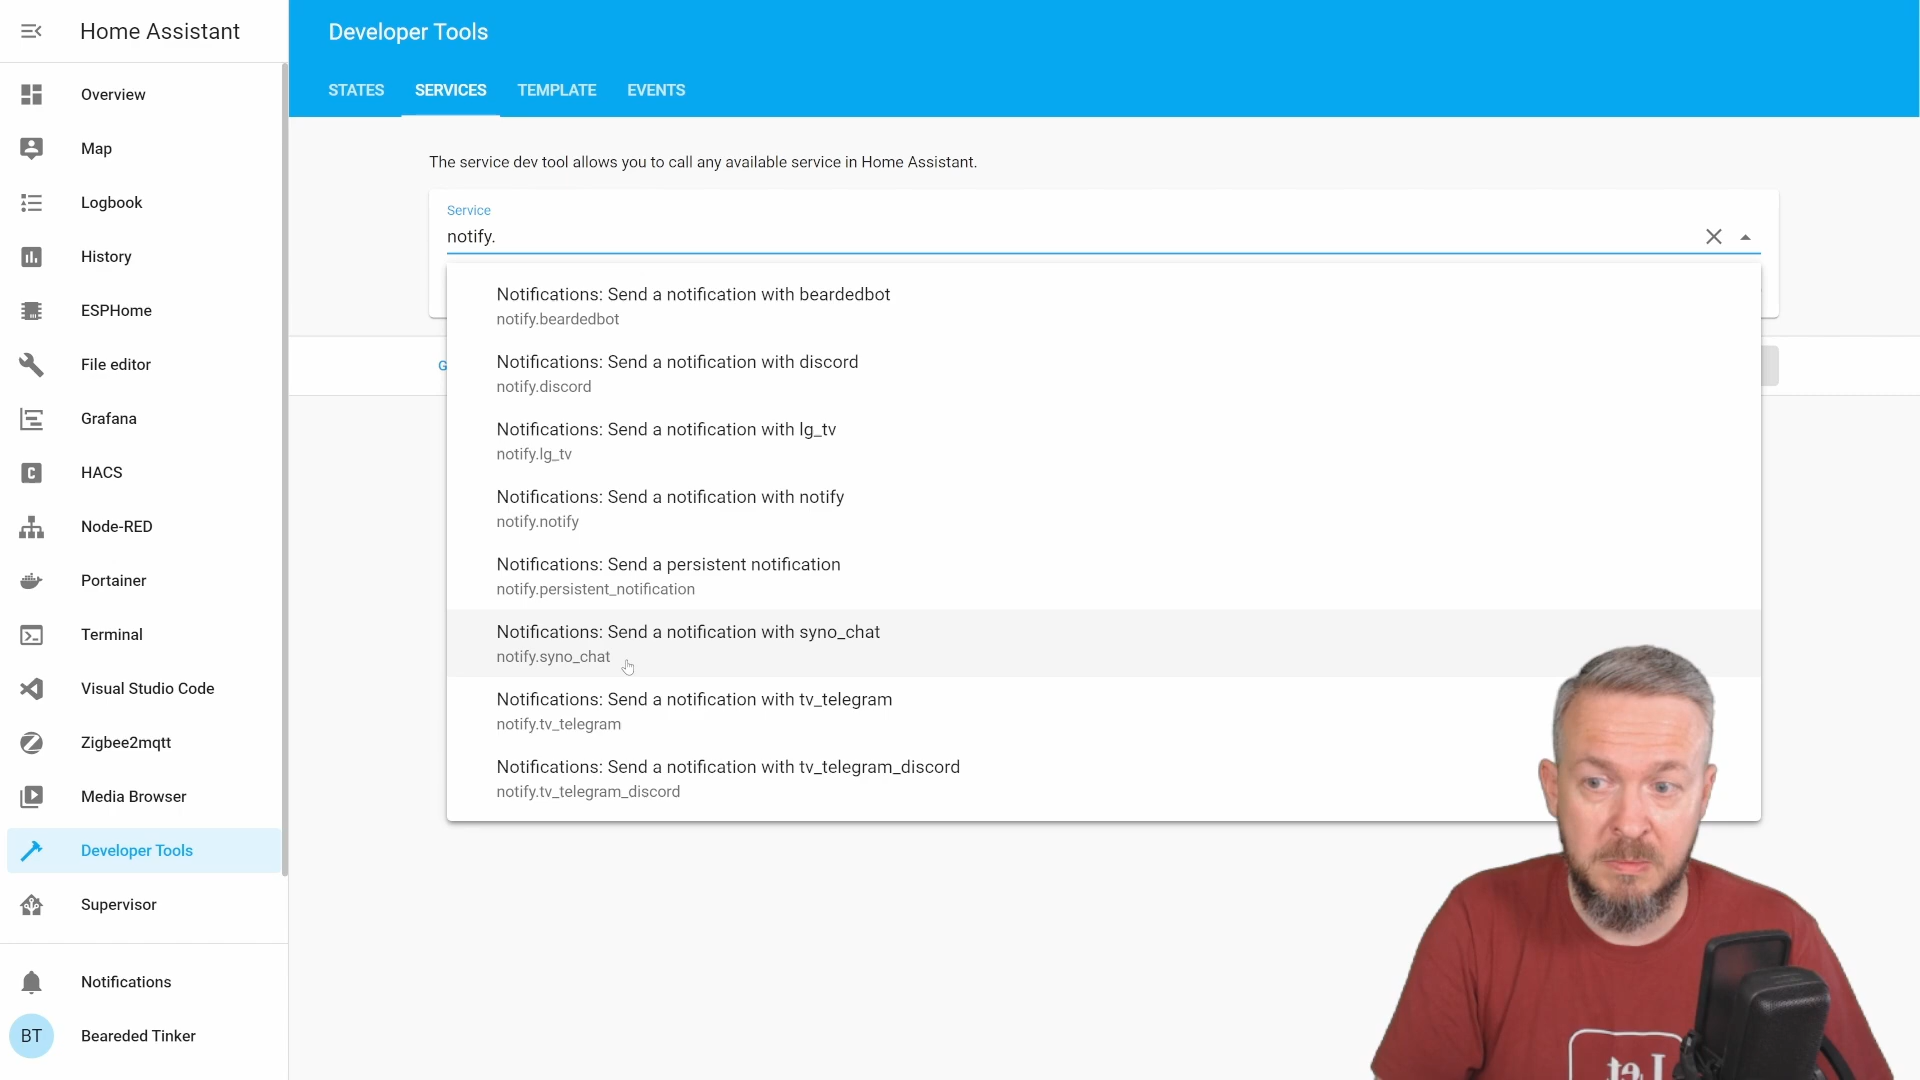 Home Assistant
Overview
Map
Logbook
History
ESPHome
File editor
Grafana
HACS
Node-RED
Portainer
Terminal
Visual Studio Code
Zigbee2mqtt
Media Browser
Developer Tools
Supervisor
Notifications
BT
Beareded Tinker
Developer Tools
STATES SERVICES TEMPLATE EVENTS
The service dev tool allows you to call any available service in Home Assistant.
Service
notify.
G
Notifications: Send a notification with beardedbot
notify.beardedbot
Notifications: Send a notification with discord
notify.discord
Notifications: Send a notification with lg_tv
notify.lg_tv
Notifications: Send a notification with notify
notify.notify
Notifications: Send a persistent notification
notify.persistent_notification
Notifications: Send a notification with syno_chat
notify.syno_chat
Notifications: Send a notification with tv_telegram
notify.tv_telegram
Notifications: Send a notification with tv_telegram_discord
notify.tv_telegram_discord